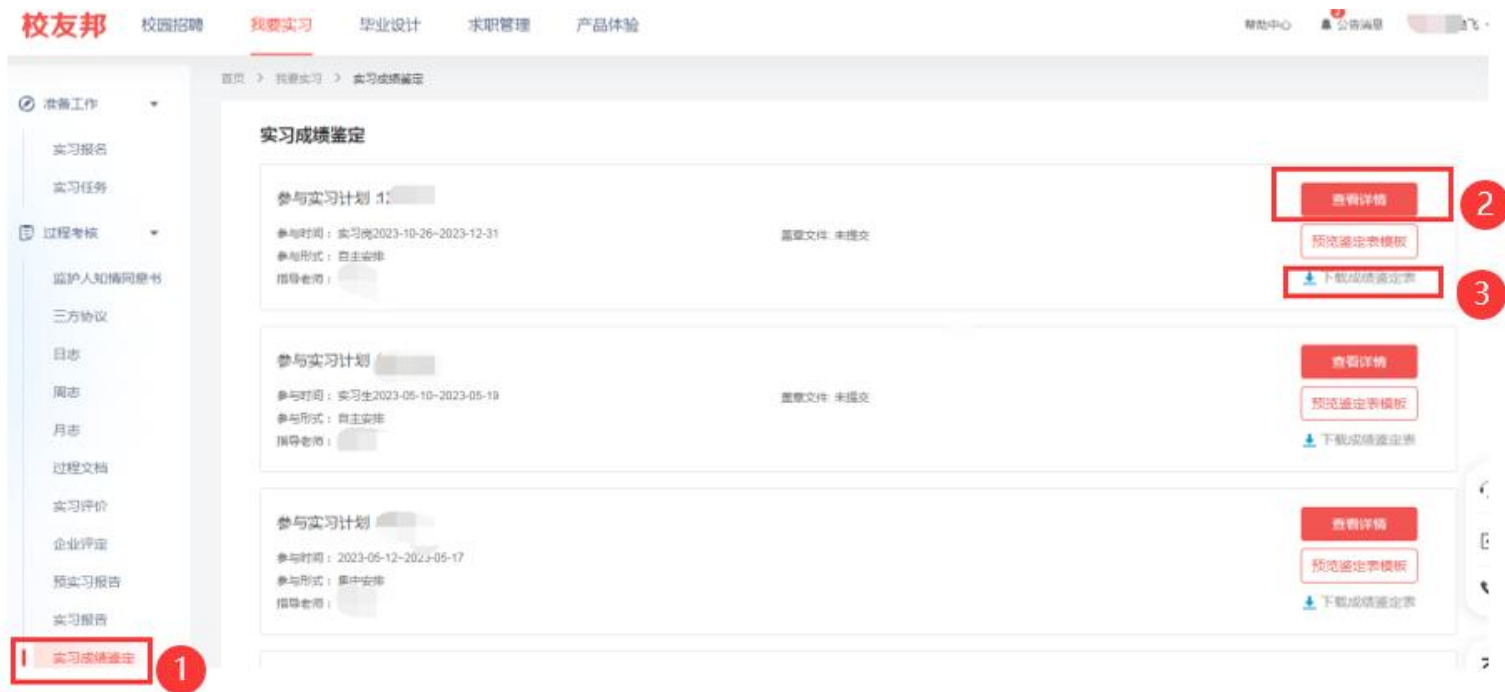 校友邦 校园招聘 我要实习 毕业设计 求职管理 产品体验 帮助中心 2 公告消息 飞
首页 > 我要实习 > 实习成绩鉴定
准备工作
实习报名
实习任务
过程考核
监护人知情同意书
三方协议
日志
周志
月志
过程文档
实习评价
企业评定
预实习报告
实习报告
实习成绩鉴定
1
实习成绩鉴定
参与实习计划
参与时间：实习岗2023-10-26~2023-12-31
参与形式：自主安排
指导老师：
盖章文件: 未提交
查看详情
2
预览鉴定表模板
下载成绩鉴定表
3
参与实习计划
参与时间：实习生2023-05-10~2023-05-19
参与形式：自主安排
指导老师：
盖章文件: 未提交
查看详情
预览鉴定表模板
下载成绩鉴定表
参与实习计划
参与时间：2023-05-12~2023-05-17
参与形式：集中安排
指导老师：
查看详情
预览鉴定表模板
下载成绩鉴定表